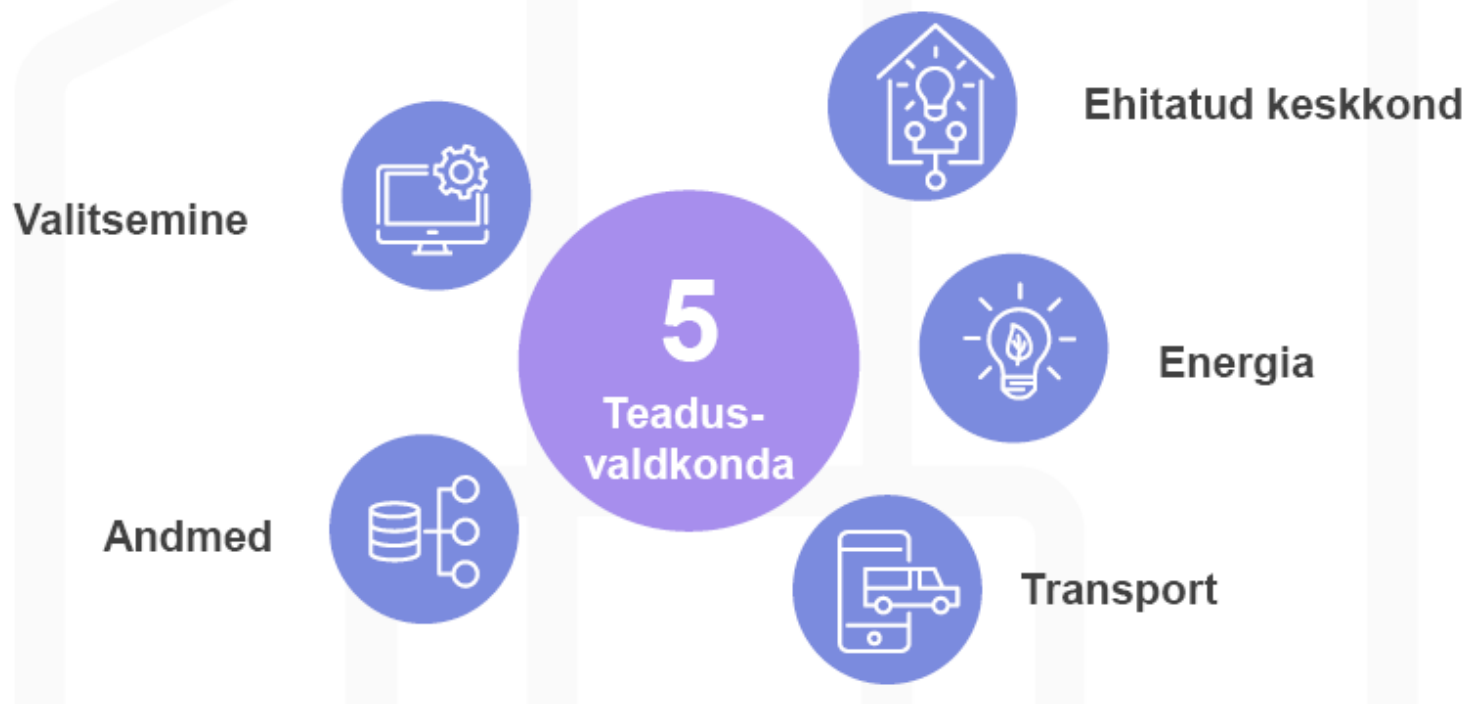 Ehitatud keskkond
Valitsemine
5
Teadus-
valdkonda
Energia
Andmed
Transport